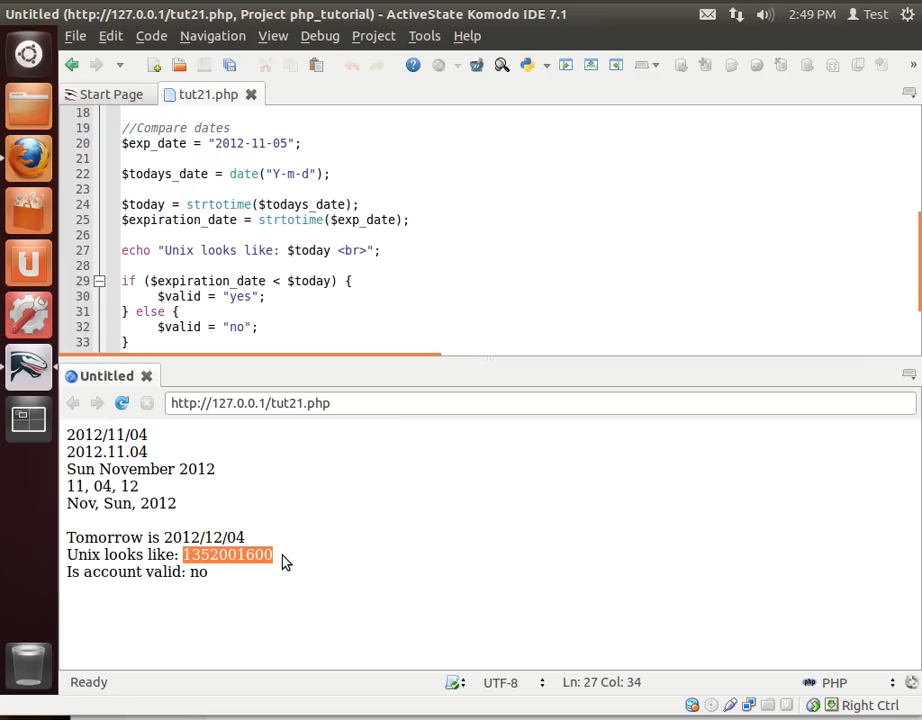 Untitled (http://127.0.0.1/tut21.php, Project php_tutorial) - ActiveState Komodo IDE 7.1
2:49 PM Test
File Edit Code Navigation View Debug Project Tools Help
Start Page tut21.php
18
19 //Compare dates
20 $exp_date = "2012-11-05";
21
22 $todays_date = date("Y-m-d");
23
24 $today = strtotime($todays_date);
25 $expiration_date = strtotime($exp_date);
26
27 echo "Unix looks like: $today <br>";
28
29 if ($expiration_date < $today) {
30 $valid = "yes";
31 } else {
32 $valid = "no";
33 }
Untitled
http://127.0.0.1/tut21.php
2012/11/04
2012.11.04
Sun November 2012
11, 04, 12
Nov, Sun, 2012
Tomorrow is 2012/12/04
Unix looks like: 1352001600
Is account valid: no
Ready UTF-8 Ln: 27 Col: 34 PHP
Right Ctrl